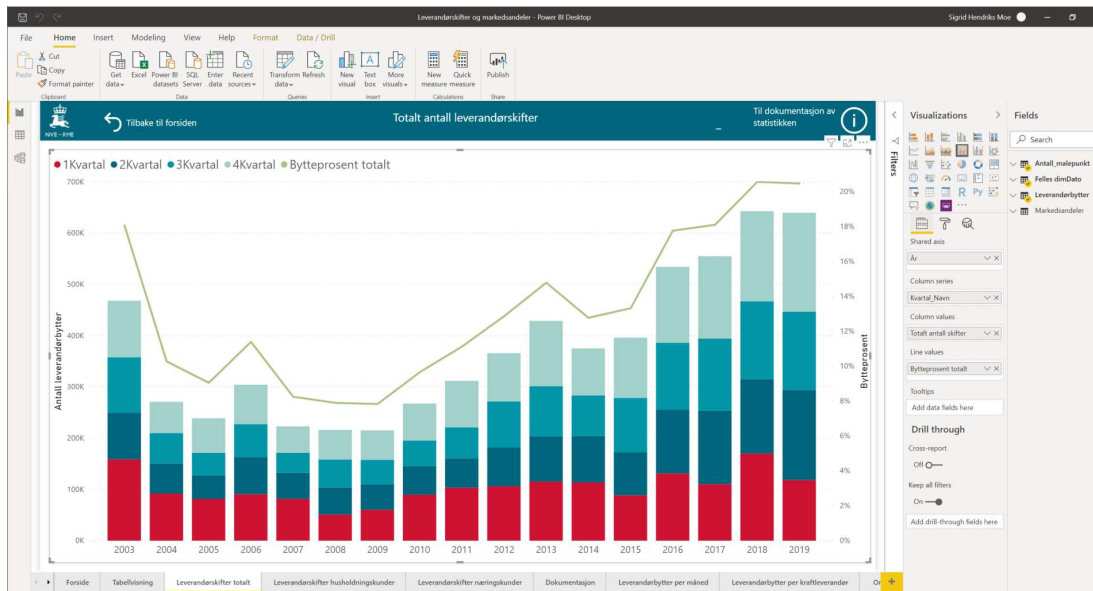 Leverandørskifter og markedsandeler - Power BI Desktop
Sigrid Hendriks Moe
File Home Insert Modeling View Help Format Data / Drill
Paste
Cut
Copy
Format painter
Clipboard
Get data
Excel
Power BI datasets
SQL Server
Enter data
Recent sources
Data
Transform data
Refresh
Queries
New visual
Text box
More visuals
Insert
New measure
Quick measure
Calculations
Publish
Share
NVE-RME
Tilbake til forsiden
Totalt antall leverandørskifter
Til dokumentasjon av
statistikken
1Kvartal 2Kvartal 3Kvartal 4Kvartal Bytteprosent totalt
Antall leverandørbytter
700K
600K
500K
400K
300K
200K
100K
0K
20%
18%
16%
14%
12%
10%
8%
6%
4%
2%
0%
Bytteprosent
2003 2004 2005 2006 2007 2008 2009 2010 2011 2012 2013 2014 2015 2016 2017 2018 2019
Filters
Visualizations
R Py
Shared axis
År
Column series
Kvartal_Navn
Column values
Totalt antall skifter
Line values
Bytteprosent totalt
Tooltips
Add data fields here
Drill through
Cross-report
Off
Keep all filters
On
Add drill-through fields here
Fields
Search
Antall_malepunkt
Felles dimDato
Leverandørbytter
Markedsandeler
Forside Tabellvisning Leverandørskifter totalt Leverandørskifter husholdningskunder Leverandørskifter næringskunder Dokumentasjon Leverandørbytter per måned Leverandørbytter per kraftleverandør